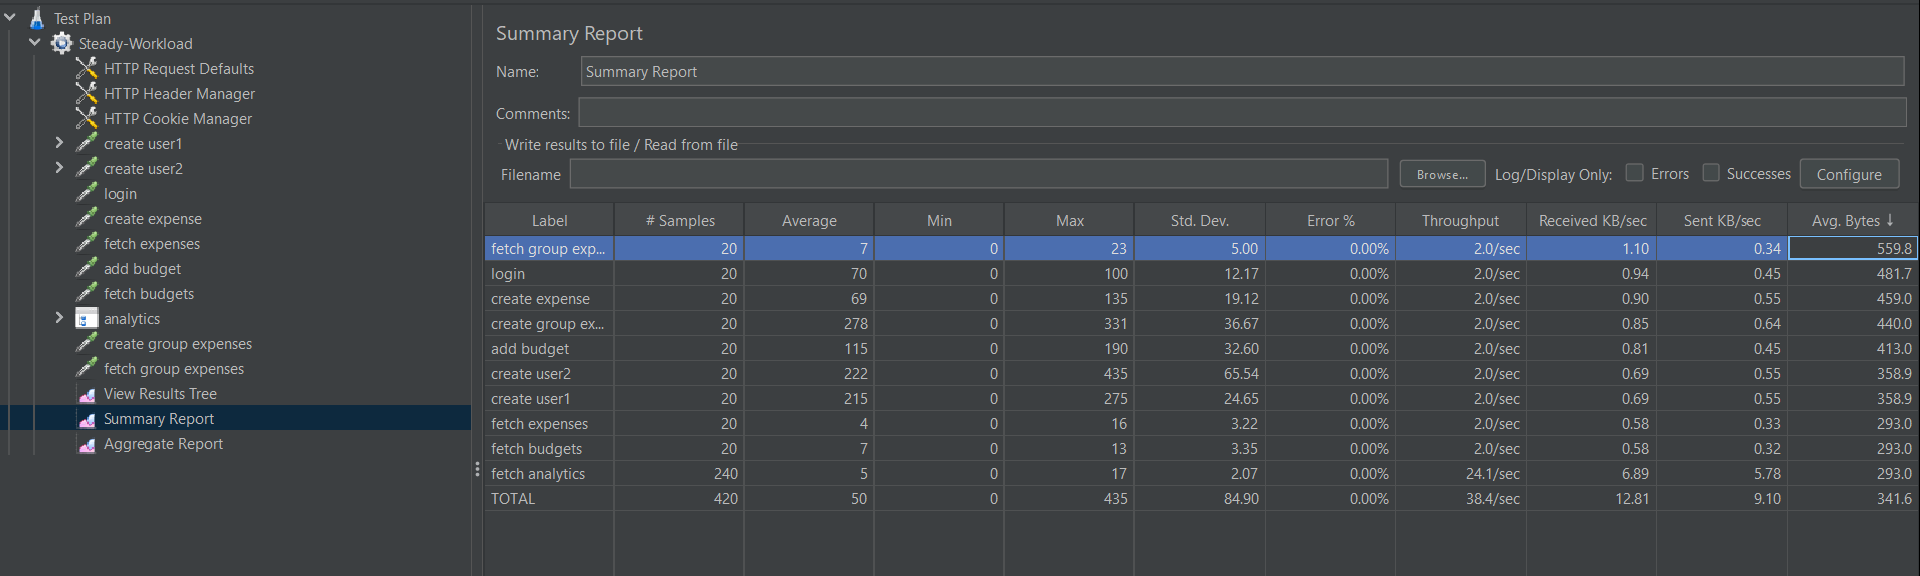 Test Plan
Steady-Workload
HTTP Request Defaults
HTTP Header Manager
HTTP Cookie Manager
create user1
create user2
login
create expense
fetch expenses
add budget
fetch budgets
analytics
create group expenses
fetch group expenses
View Results Tree
Summary Report
Aggregate Report
Summary Report
Name: Summary Report
Comments:
Write results to file / Read from file
Filename Browse... Log/Display Only: Errors Successes Configure
Label # Samples Average Min Max Std. Dev. Error % Throughput Received KB/sec Sent KB/sec Avg. Bytes ↓
fetch group exp... 20 7 0 23 5.00 0.00% 2.0/sec 1.10 0.34 559.8
login 20 70 0 100 12.17 0.00% 2.0/sec 0.94 0.45 481.7
create expense 20 69 0 135 19.12 0.00% 2.0/sec 0.90 0.55 459.0
create group ex... 20 278 0 331 36.67 0.00% 2.0/sec 0.85 0.64 440.0
add budget 20 115 0 190 32.60 0.00% 2.0/sec 0.81 0.45 413.0
create user2 20 222 0 435 65.54 0.00% 2.0/sec 0.69 0.55 358.9
create user1 20 215 0 275 24.65 0.00% 2.0/sec 0.69 0.55 358.9
fetch expenses 20 4 0 16 3.22 0.00% 2.0/sec 0.58 0.33 293.0
fetch budgets 20 7 0 13 3.35 0.00% 2.0/sec 0.58 0.32 293.0
fetch analytics 240 5 0 17 2.07 0.00% 24.1/sec 6.89 5.78 293.0
TOTAL 420 50 0 435 84.90 0.00% 38.4/sec 12.81 9.10 341.6